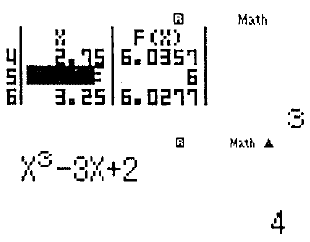 R Math
X F(X)
4 2.75 6.0357
5 6
6 3.25 6.0277
3
R Math ▲
X³-3X+2
4